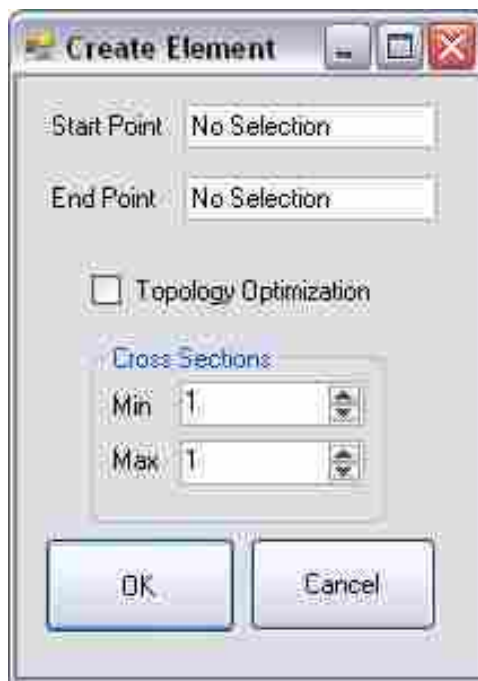 Create Element
Start Point No Selection
End Point No Selection
Topology Optimization
Cross Sections
Min 1
Max 1
OK Cancel